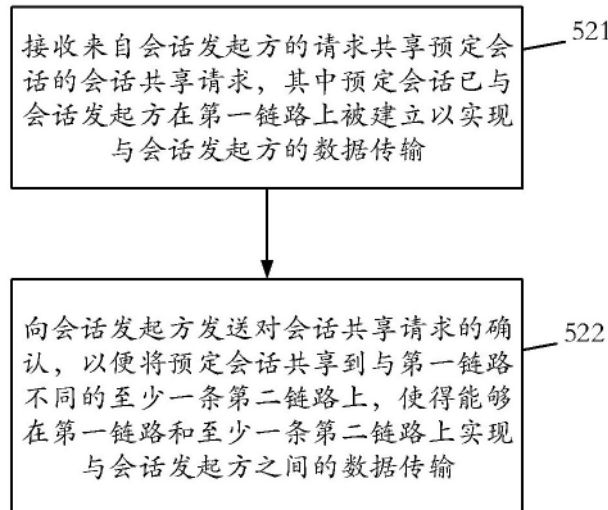 521
接收来自会话发起方的请求共享预定会
话的会话共享请求，其中预定会话已与
会话发起方在第一链路上被建立以实现
与会话发起方的数据传输
522
向会话发起方发送对会话共享请求的确
认，以便将预定会话共享到与第一链路
不同的至少一条第二链路上，使得能够
在第一链路和至少一条第二链路上实现
与会话发起方之间的数据传输